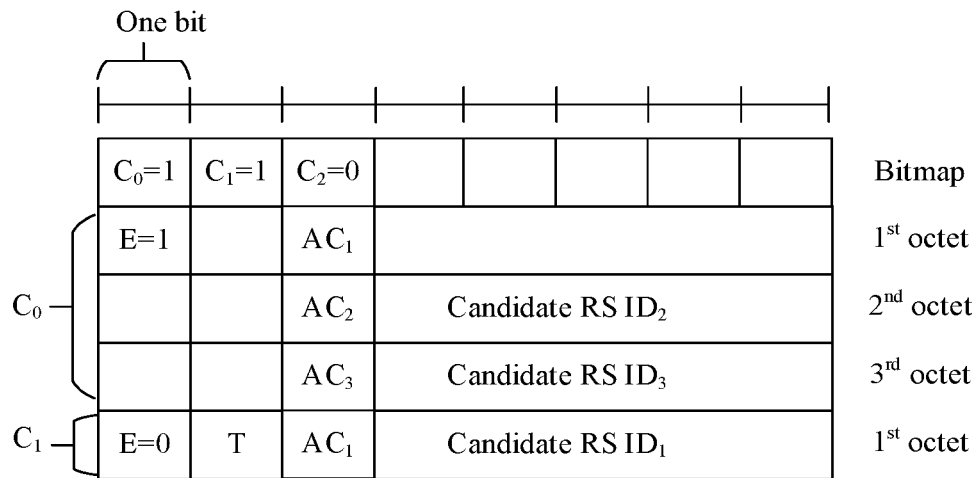 One bit
C₀=1 C₁=1 C₂=0 Bitmap
E=1 AC₁ 1ˢᵗ octet
C₀
AC₂ Candidate RS ID₂ 2ⁿᵈ octet
AC₃ Candidate RS ID₃ 3ʳᵈ octet
C₁ E=0 T AC₁ Candidate RS ID₁ 1ˢᵗ octet